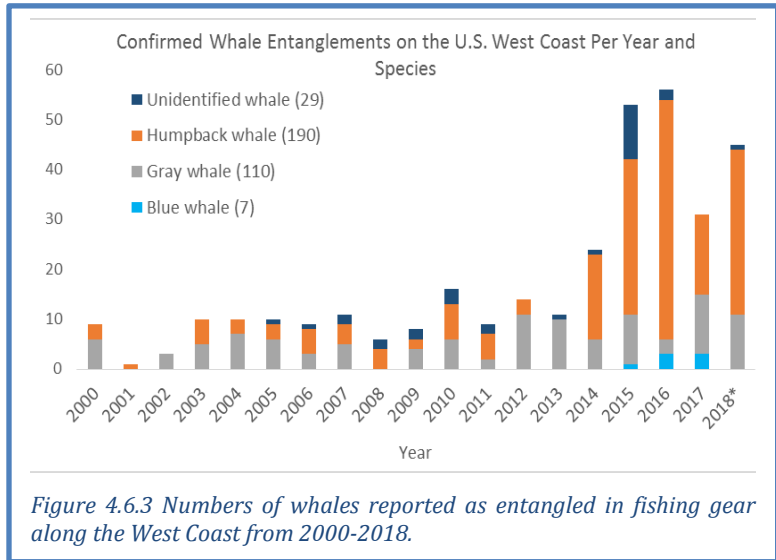 Confirmed Whale Entanglements on the U.S. West Coast Per Year and
Species
60
50
40
30
20
10
0
Unidentified whale (29)
Humpback whale (190)
Gray whale (110)
Blue whale (7)
2000
2001
2002
2003
2004
2005
2006
2007
2008
2009
2010
2011
2012
2013
2014
2015
2016
2017
2018*
Year
Figure 4.6.3 Numbers of whales reported as entangled in fishing gear
along the West Coast from 2000-2018.